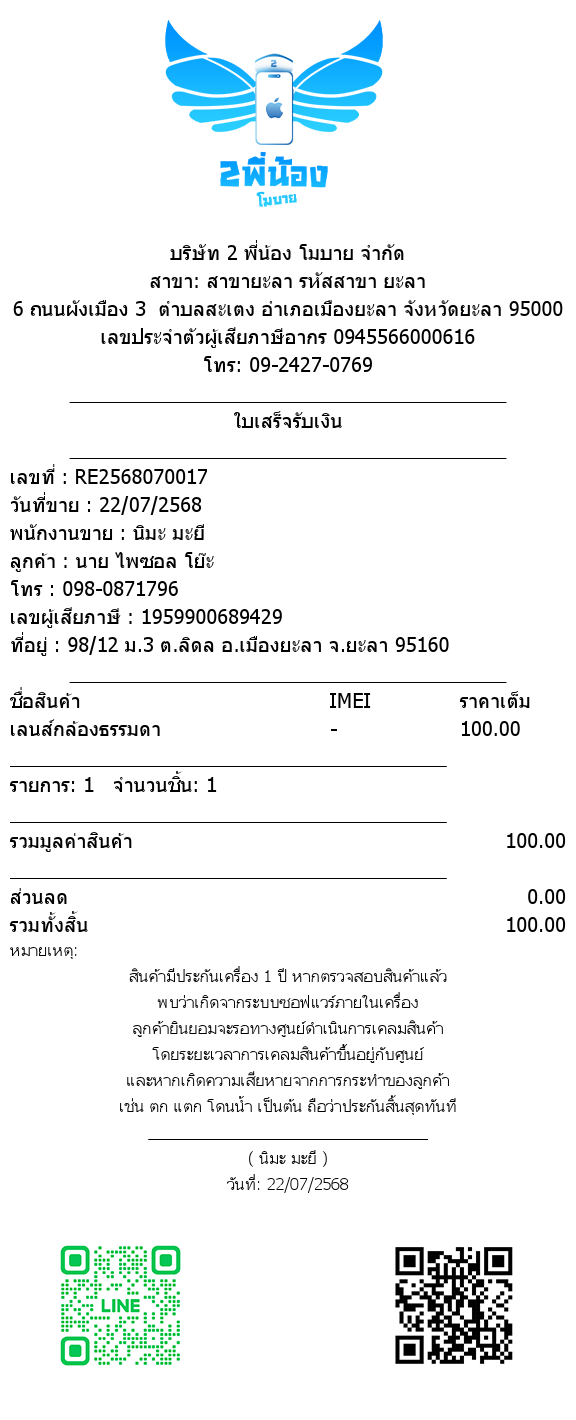 2
2พี่น้อง
โมบาย
บริษัท 2 พี่น้อง โมบาย จำกัด
สาขา: สาขายะลา รหัสสาขา ยะลา
6 ถนนผังเมือง 3 ตำบลสะเตง อำเภอเมืองยะลา จังหวัดยะลา 95000
เลขประจำตัวผู้เสียภาษีอากร 0945566000616
โทร: 09-2427-0769
ใบเสร็จรับเงิน
เลขที่ : RE2568070017
วันที่ขาย : 22/07/2568
พนักงานขาย : นิมะ มะยี
ลูกค้า : นาย ไพซอล โย๊ะ
โทร : 098-0871796
เลขผู้เสียภาษี : 1959900689429
ที่อยู่ : 98/12 ม.3 ต.ลิดล อ.เมืองยะลา จ.ยะลา 95160
ชื่อสินค้า IMEI ราคาเต็ม
เลนส์กล้องธรรมดา - 100.00
รายการ: 1 จำนวนชิ้น: 1
รวมมูลค่าสินค้า 100.00
ส่วนลด 0.00
รวมทั้งสิ้น 100.00
หมายเหตุ:
สินค้ามีประกันเครื่อง 1 ปี หากตรวจสอบสินค้าแล้ว
พบว่าเกิดจากระบบซอฟแวร์ภายในเครื่อง
ลูกค้ายินยอมจะรอทางศูนย์ดำเนินการเคลมสินค้า
โดยระยะเวลาการเคลมสินค้าขึ้นอยู่กับศูนย์
และหากเกิดความเสียหายจากการกระทำของลูกค้า
เช่น ตก แตก โดนน้ำ เป็นต้น ถือว่าประกันสิ้นสุดทันที
( นิมะ มะยี )
วันที่: 22/07/2568
LINE